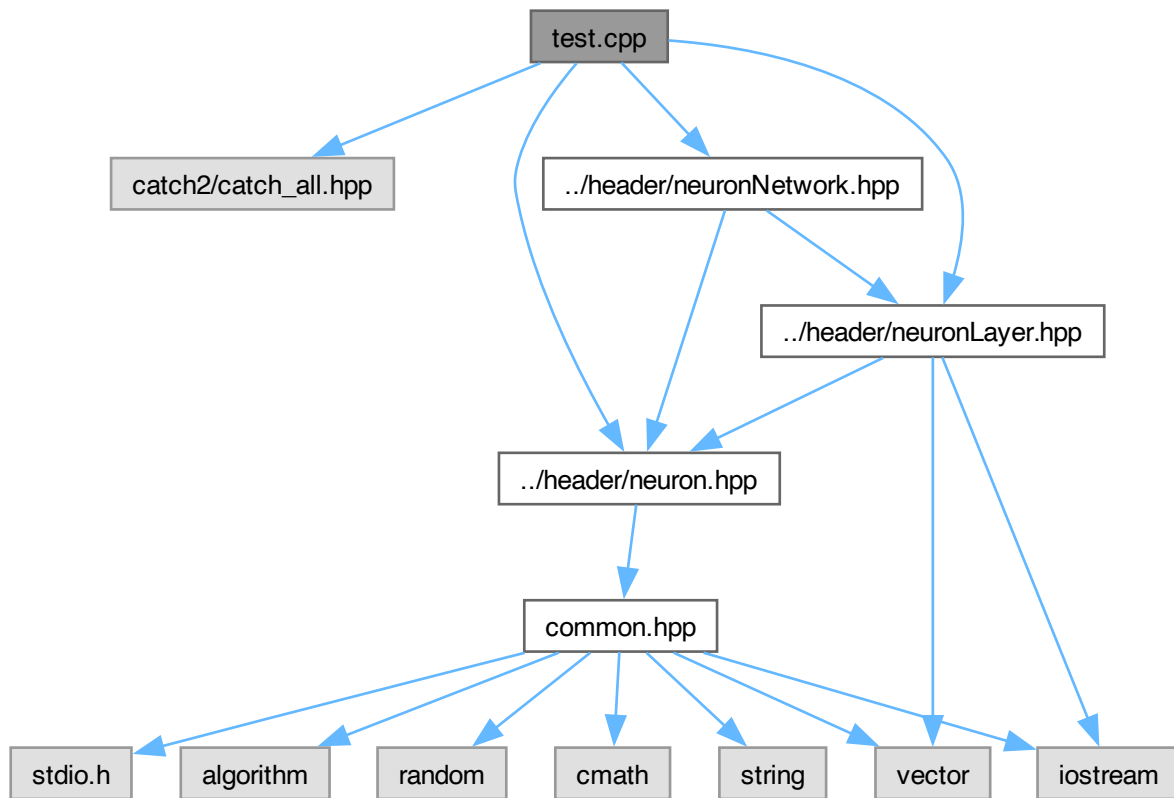 test.cpp
catch2/catch_all.hpp
../header/neuronNetwork.hpp
../header/neuronLayer.hpp
../header/neuron.hpp
common.hpp
stdio.h
algorithm
random
cmath
string
vector
iostream